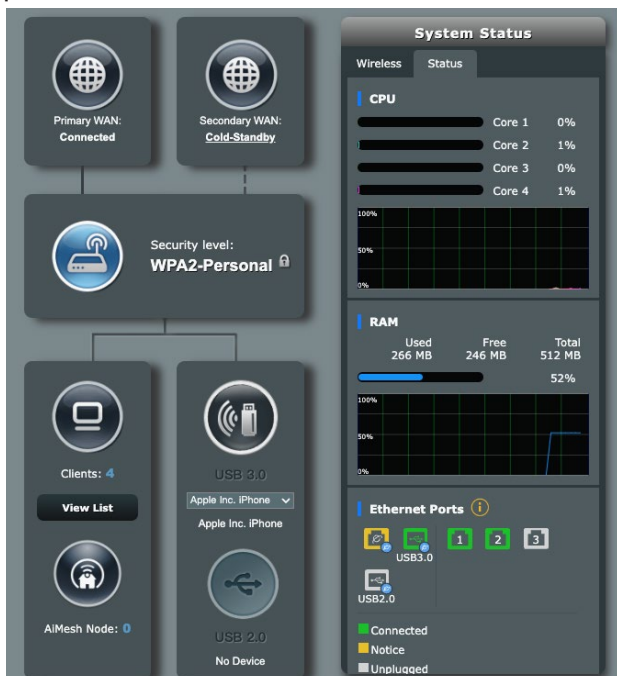 Primary WAN:
Connected
Secondary WAN:
Cold-Standby
Security level:
WPA2-Personal
Clients: 4
View List
AiMesh Node: 0
USB 3.0
Apple Inc. iPhone
Apple Inc. iPhone
USB 2.0
No Device
System Status
Wireless Status
CPU
Core 1 0%
Core 2 1%
Core 3 0%
Core 4 1%
100%
50%
0%
RAM
Used Free Total
266 MB 246 MB 512 MB
52%
100%
50%
0%
Ethernet Ports
1 2 3
USB3.0
USB2.0
Connected
Notice
Unplugged